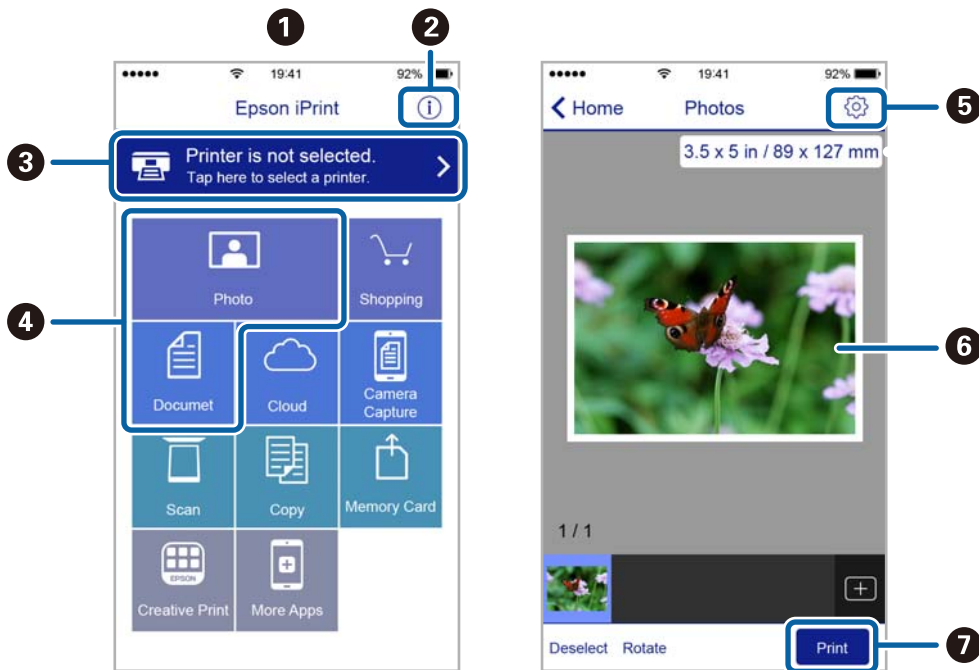 1
2
19:41
92%
Epson iPrint
i
3
Printer is not selected.
Tap here to select a printer.
4
Photo
Shopping
Documet
Cloud
Camera
Capture
Scan
Copy
Memory Card
EPSON
Creative Print
More Apps
19:41
92%
Home
Photos
5
3.5 x 5 in / 89 x 127 mm
6
1 / 1
Deselect
Rotate
Print
7